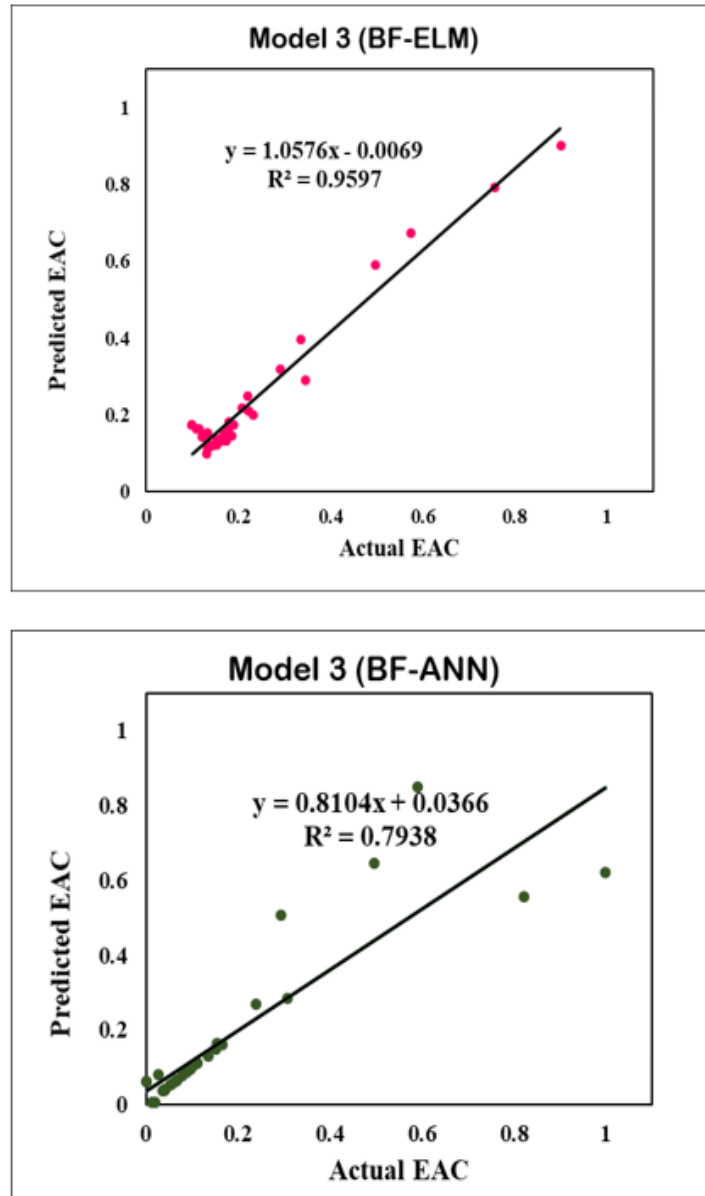 Model 3 (BF-ELM)
1
0.8
0.6
0.4
0.2
0
y = 1.0576x - 0.0069
R² = 0.9597
Predicted EAC
0 0.2 0.4 0.6 0.8 1
Actual EAC
Model 3 (BF-ANN)
1
0.8
0.6
0.4
0.2
0
y = 0.8104x + 0.0366
R² = 0.7938
Predicted EAC
0 0.2 0.4 0.6 0.8 1
Actual EAC